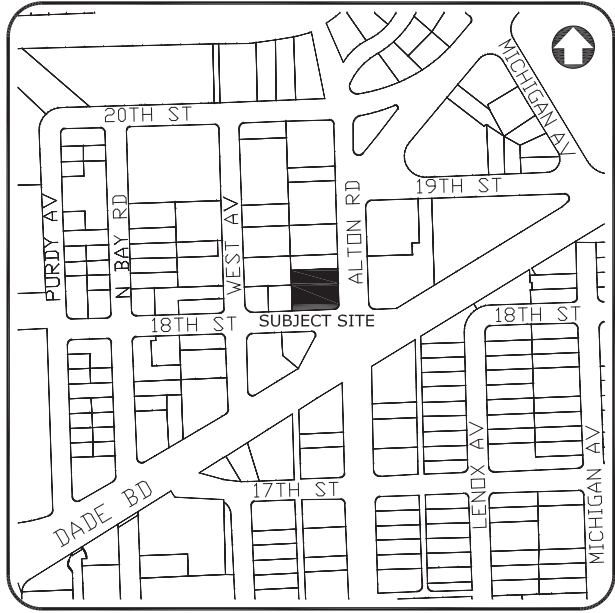 MICHIGAN AV
20TH ST
19TH ST
PURDY AV
N BAY RD
WEST AV
ALTON RD
18TH ST
SUBJECT SITE
18TH ST
17TH ST
LENOX AV
MICHIGAN AV
DADE BD